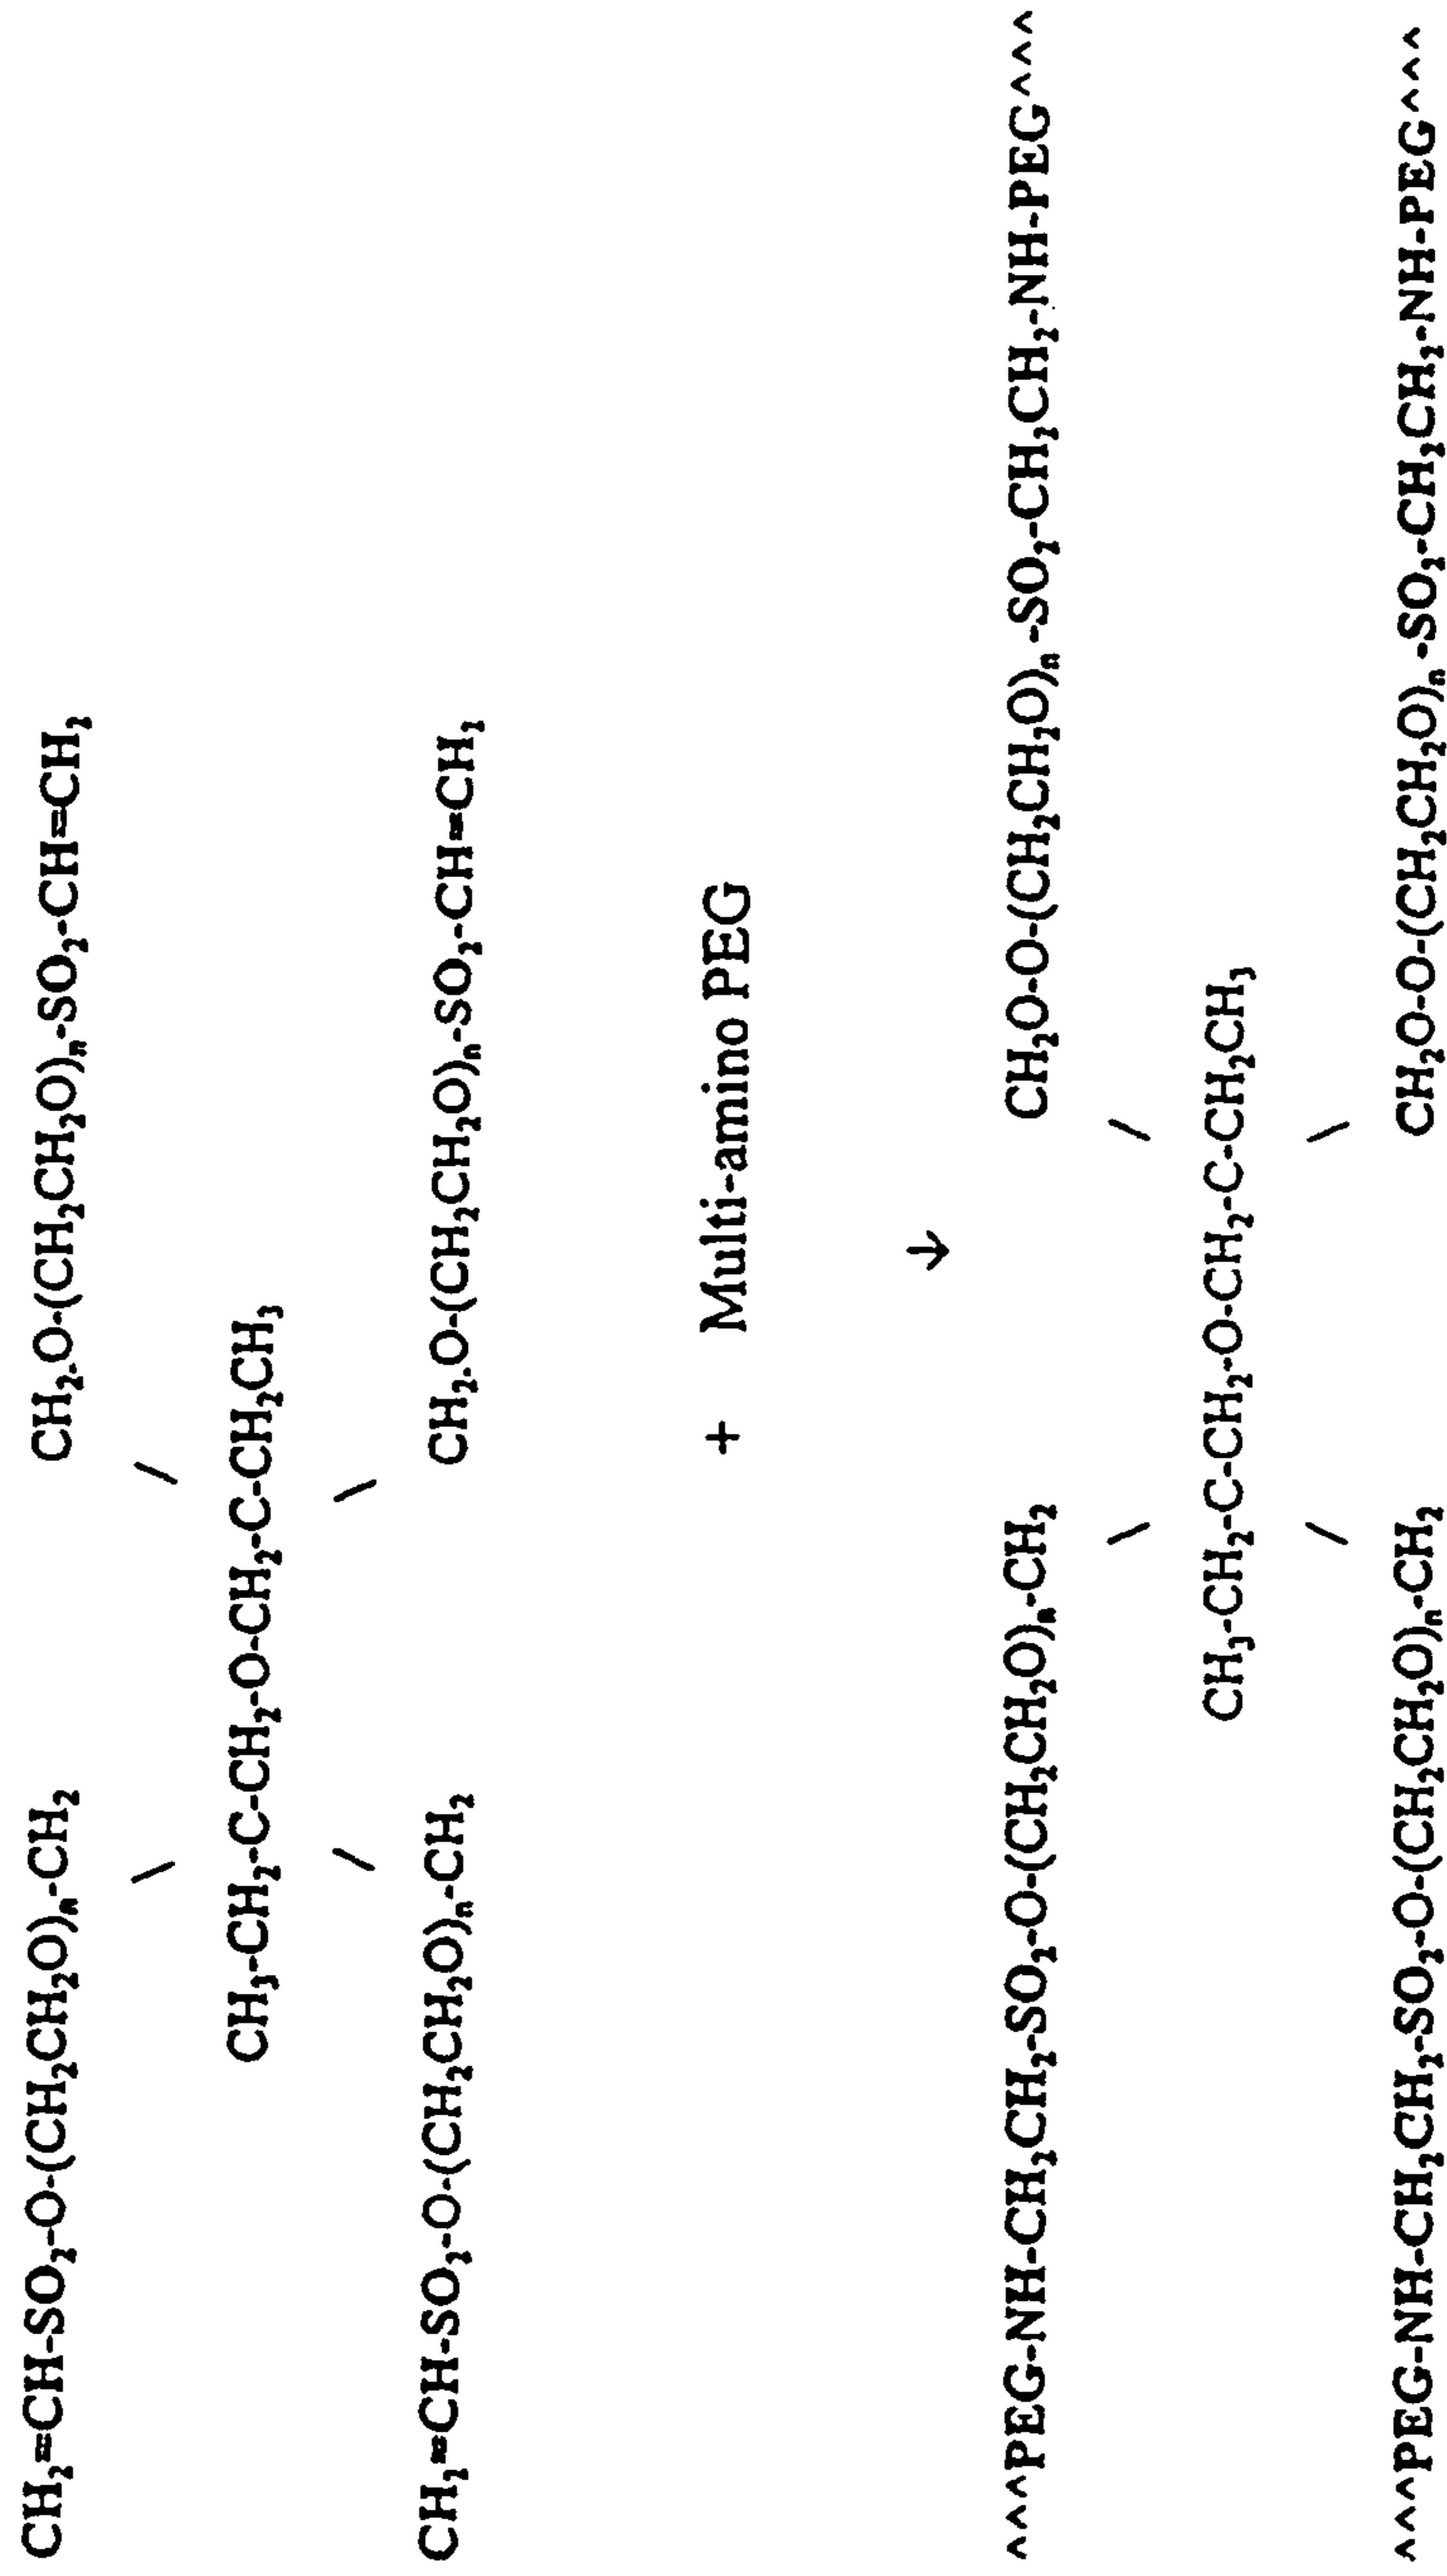 CH₂=CH-SO₂-O-(CH₂CH₂O)ₙ-CH₂ CH₂-O-(CH₂CH₂O)ₙ-SO₂-CH=CH₂
\ /
CH₃-CH₂-C-CH₂-O-CH₂-C-CH₂CH₃
/ \
CH₂=CH-SO₂-O-(CH₂CH₂O)ₙ-CH₂ CH₂-O-(CH₂CH₂O)ₙ-SO₂-CH=CH₂
+ Multi-amino PEG
→
^^^PEG-NH-CH₂CH₂-SO₂-O-(CH₂CH₂O)ₙ-CH₂ CH₂O-O-(CH₂CH₂O)ₙ-SO₂-CH₂CH₂-NH-PEG^^^
\ /
CH₃-CH₂-C-CH₂-O-CH₂-C-CH₂CH₃
/ \
^^^PEG-NH-CH₂CH₂-SO₂-O-(CH₂CH₂O)ₙ-CH₂ CH₂O-O-(CH₂CH₂O)ₙ-SO₂-CH₂CH₂-NH-PEG^^^